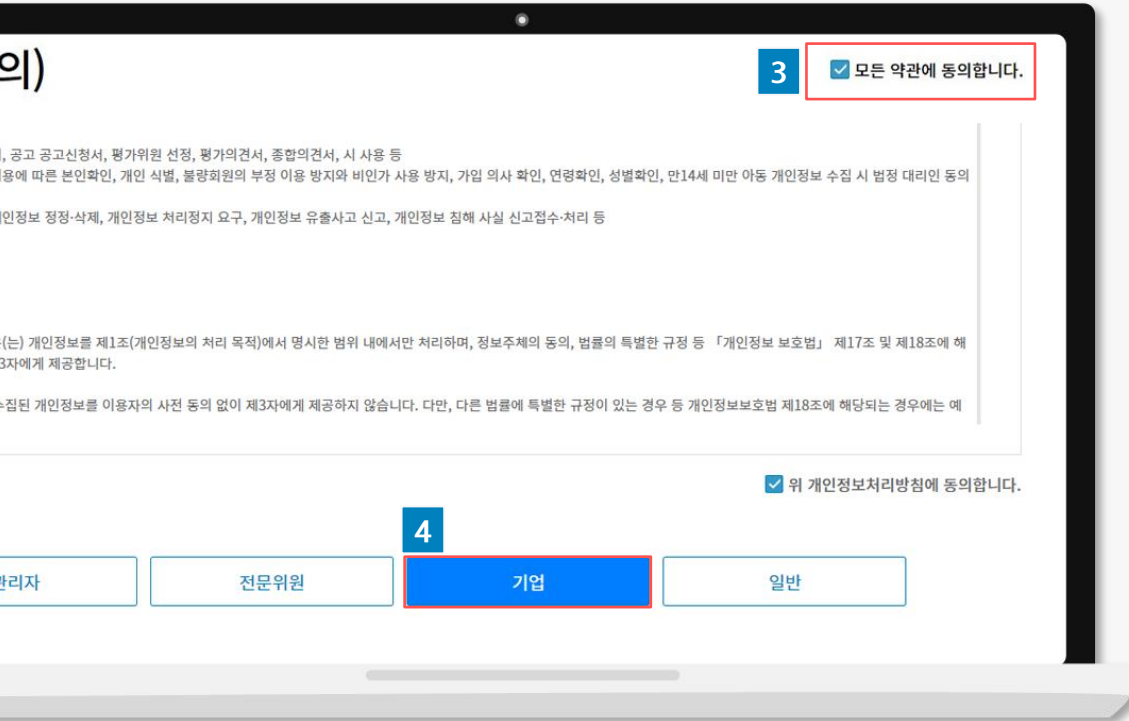 의)
3
모든 약관에 동의합니다.
, 공고 공고신청서, 평가위원 선정, 평가의견서, 종합의견서, 시 사용 등
용에 따른 본인확인, 개인 식별, 불량회원의 부정 이용 방지와 비인가 사용 방지, 가입 의사 확인, 연령확인, 성별확인, 만14세 미만 아동 개인정보 수집 시 법정 대리인 동의
인정보 정정·삭제, 개인정보 처리정지 요구, 개인정보 유출사고 신고, 개인정보 침해 사실 신고접수·처리 등
(는) 개인정보를 제1조(개인정보의 처리 목적)에서 명시한 범위 내에서만 처리하며, 정보주체의 동의, 법률의 특별한 규정 등 「개인정보 보호법」 제17조 및 제18조에 해
3자에게 제공합니다.
수집된 개인정보를 이용자의 사전 동의 없이 제3자에게 제공하지 않습니다. 다만, 다른 법률에 특별한 규정이 있는 경우 등 개인정보보호법 제18조에 해당되는 경우에는 예
위 개인정보처리방침에 동의합니다.
4
관리자 전문위원 기업 일반